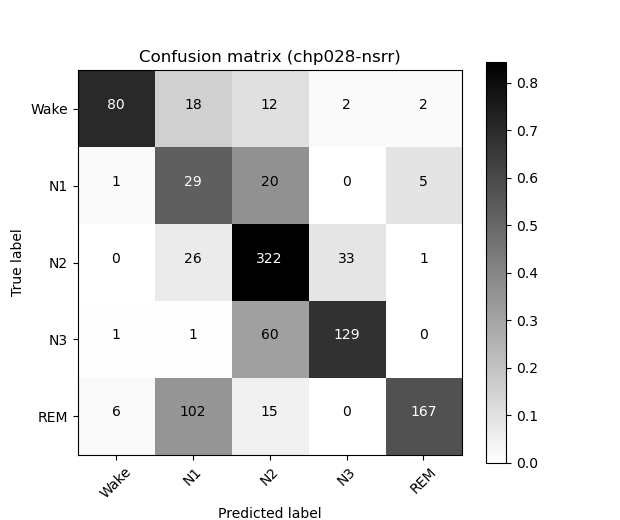 Confusion matrix (chp028-nsrr)
Wake 80 18 12 2 2
N1 1 29 20 0 5
N2 0 26 322 33 1
N3 1 1 60 129 0
REM 6 102 15 0 167
True label
Wake N1 N2 N3 REM
Predicted label
0.8
0.7
0.6
0.5
0.4
0.3
0.2
0.1
0.0